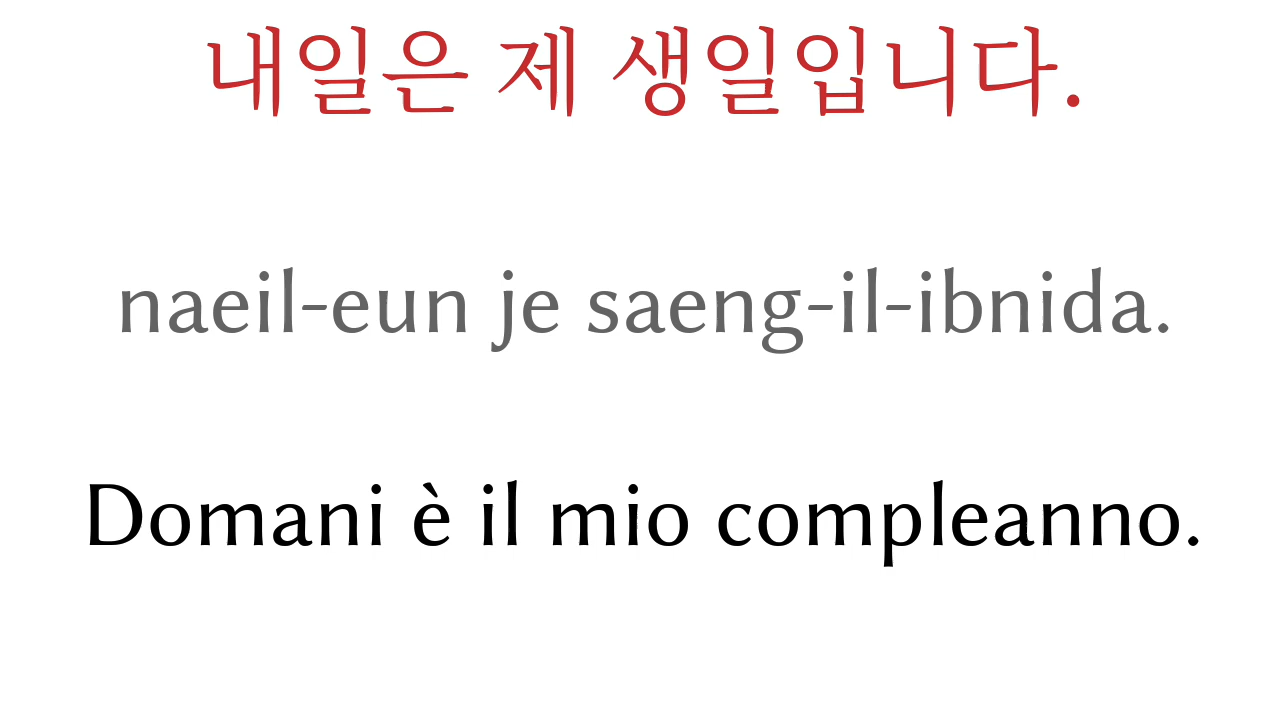 내일은 제 생일입니다.
naeil-eun je saeng-il-ibnida.
Domani è il mio compleanno.